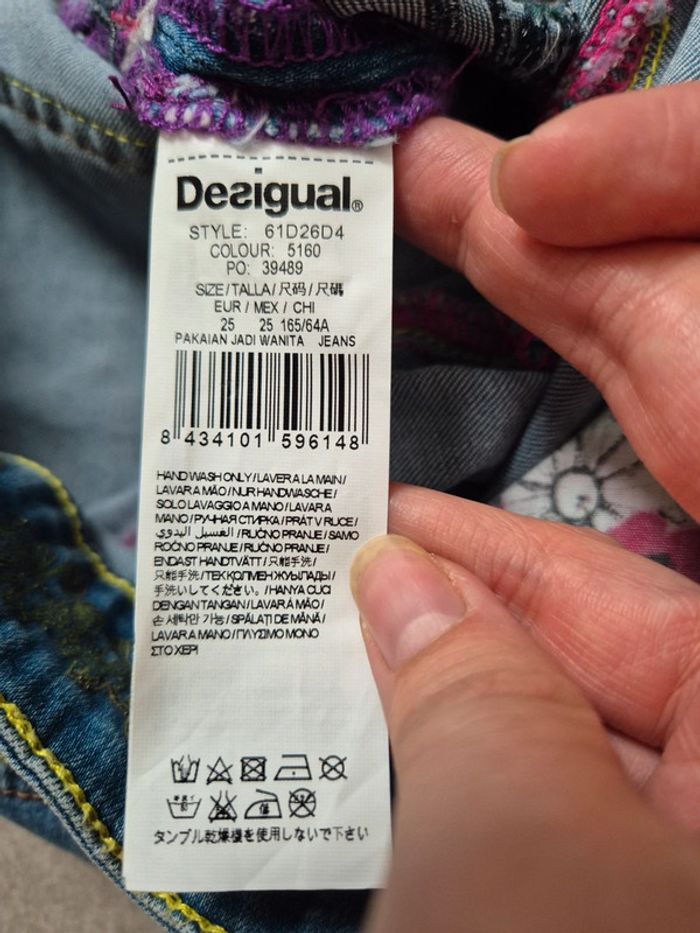 Desigual®
STYLE: 61D26D4
COLOUR: 5160
PO: 39489
SIZE/TALLA/尺码/尺碼
EUR / MEX / CHI
25 25 165/64A
PAKAIAN JADI WANITA JEANS
8 434101 596148
HAND WASH ONLY/LAVER A LA MAIN/
LAVAR A MÃO/NUR HANDWASCHE/
SOLO LAVAGGIO A MANO/LAVAR A
MANO/РУЧНАЯ СТИРКА/PRÁT V RUCE/
الغسيل اليدوي/RUČNO PRANJE/SAMO
ROČNO PRANJE/RUČNO PRANJE/
ENDAST HANDTVÄTT/只能手洗/
只能手洗/ТЕК ҚОЛМЕН ЖУЫЛАДЫ/
手洗いしてください。/HANYA CUCI
DENGAN TANGAN/LAVAR Á MÃO/
손 세탁만 가능/SPĂLAȚI DE MÂNĂ/
LAVAR A MANO/ΠΛΥΣΙΜΟ ΜΟΝΟ
ΣΤΟ ΧΕΡΙ
タンブル乾燥機を使用しないで下さい